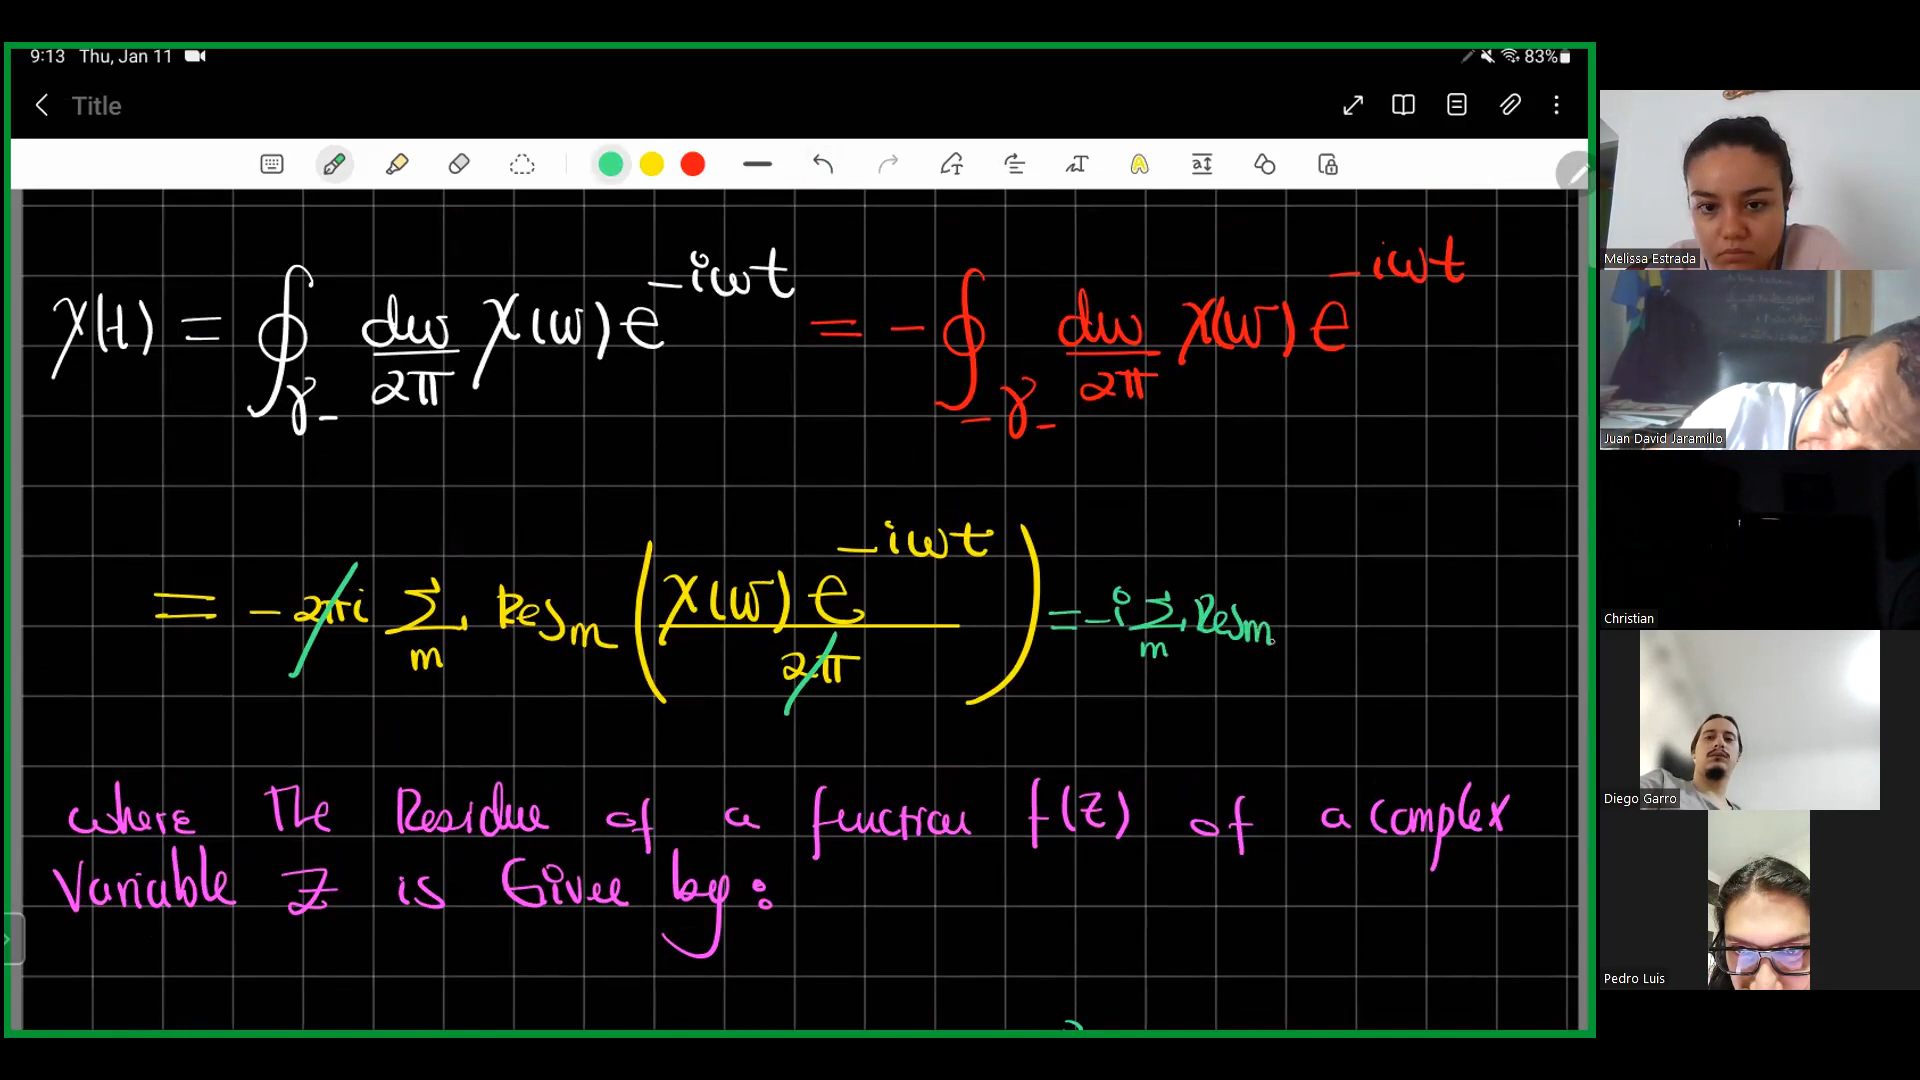 9:13 Thu, Jan 11 83%
Title
χ(t) = ∮γ₋ dω/2π χ(ω) e^{-iωt} = -∮-γ₋ dω/2π χ(ω) e^{-iωt}
= -2πi Σm Resm (χ(ω) e^{-iωt} / 2π) = -i Σm Resm
where The Residue of a function f(z) of a complex
Variable z is Given by:
Melissa Estrada
Juan David Jaramillo
Christian
Diego Garro
Pedro Luis